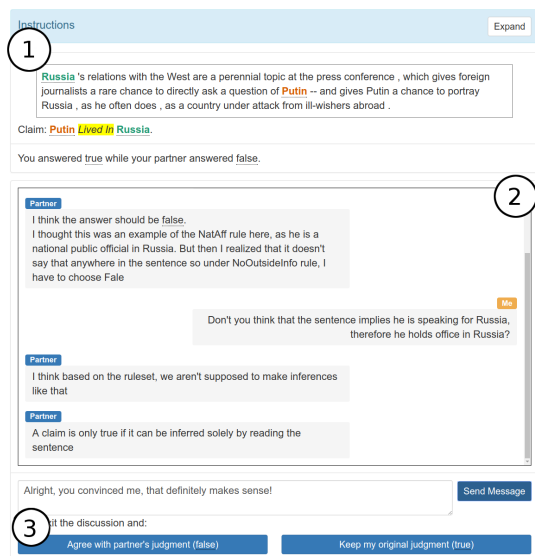 Instructions
Expand
1
Russia 's relations with the West are a perennial topic at the press conference , which gives foreign
journalists a rare chance to directly ask a question of Putin -- and gives Putin a chance to portray
Russia , as he often does , as a country under attack from ill-wishers abroad .
Claim: Putin Lived In Russia.
You answered true while your partner answered false.
2
Partner
I think the answer should be false.
I thought this was an example of the NatAff rule here, as he is a
national public official in Russia. But then I realized that it doesn't
say that anywhere in the sentence so under NoOutsideInfo rule, I
have to choose Fale
Me
Don't you think that the sentence implies he is speaking for Russia,
therefore he holds office in Russia?
Partner
I think based on the ruleset, we aren't supposed to make inferences
like that
Partner
A claim is only true if it can be inferred solely by reading the
sentence
Alright, you convinced me, that definitely makes sense!
Send Message
3
the discussion and:
Agree with partner's judgment (false)
Keep my original judgment (true)